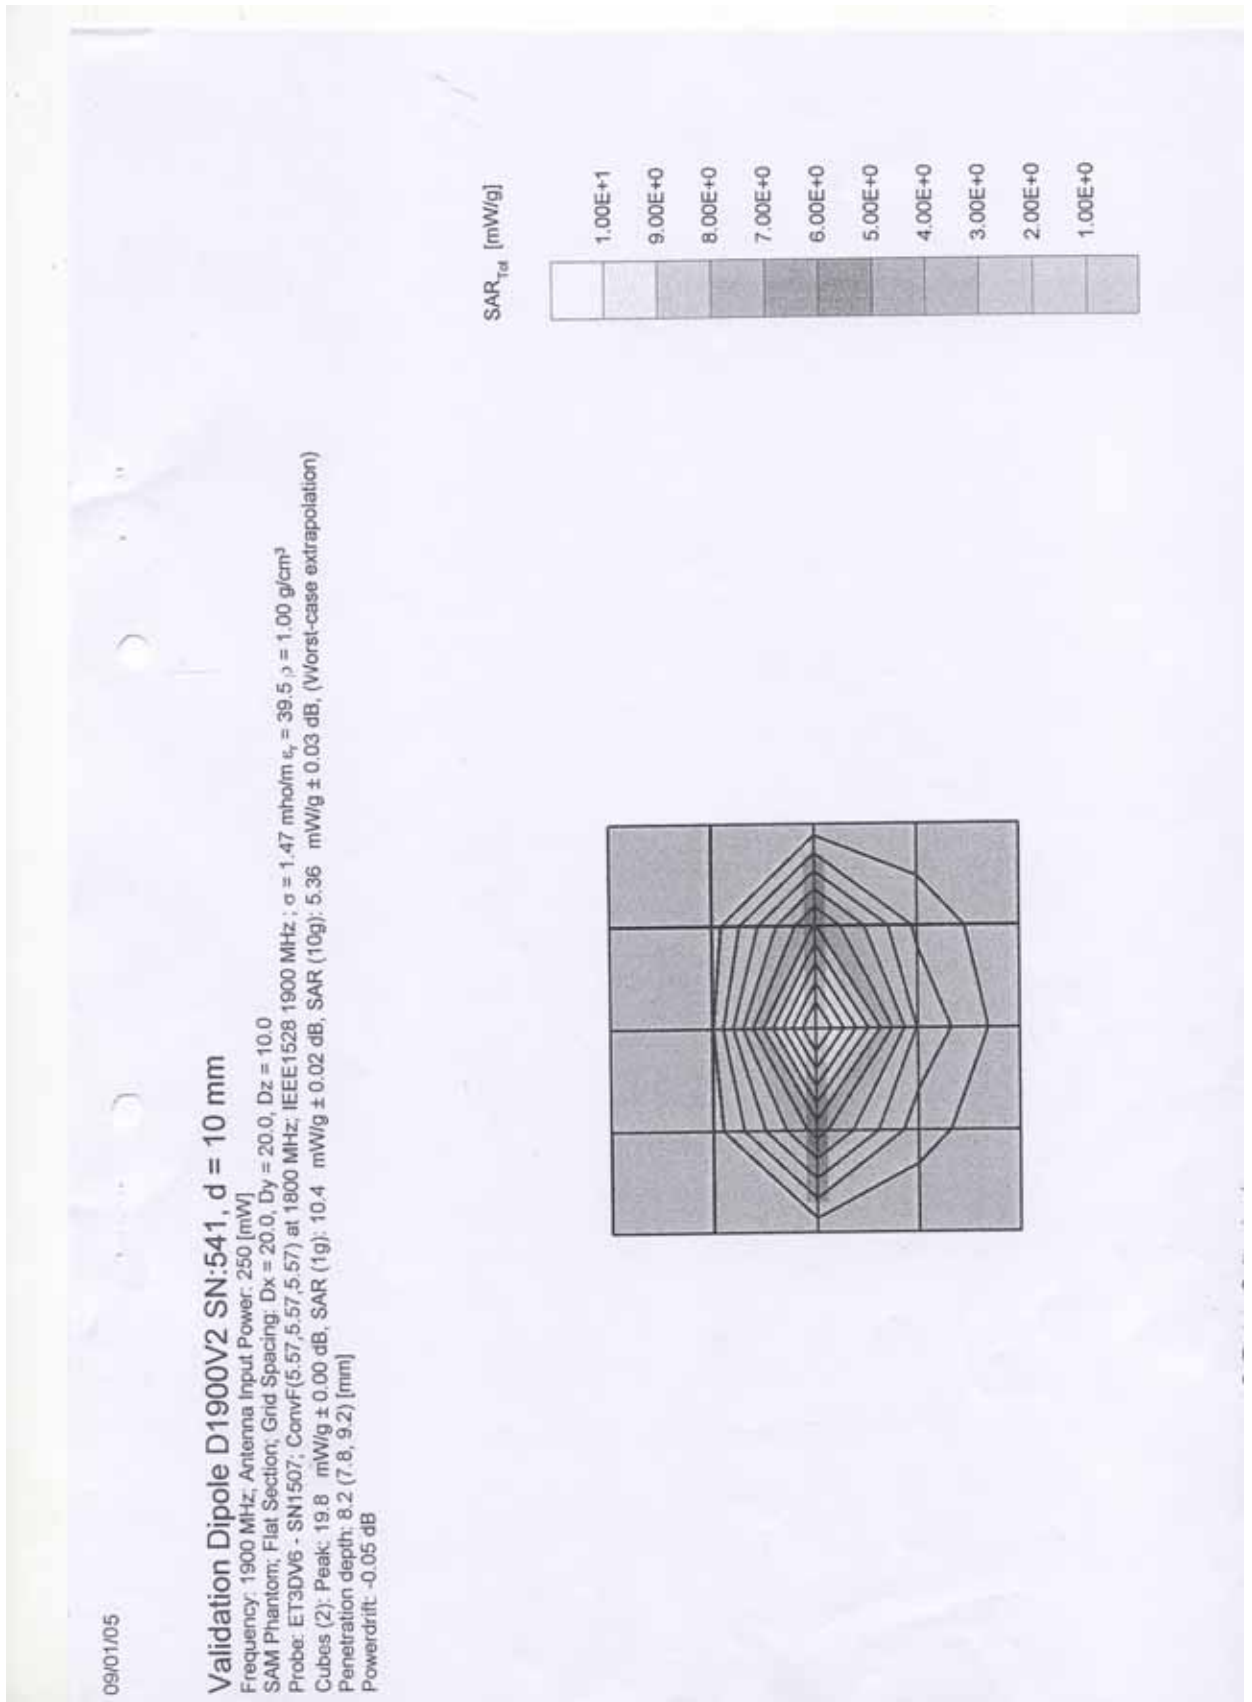 09/01/05
Validation Dipole D1900V2 SN:541, d = 10 mm
Frequency: 1900 MHz; Antenna Input Power: 250 [mW]
SAM Phantom; Flat Section; Grid Spacing: Dx = 20.0, Dy = 20.0, Dz = 10.0
Probe: ET3DV6 - SN1507; ConvF(5.57,5.57,5.57) at 1800 MHz; IEEE1528 1900 MHz ; σ = 1.47 mho/m εr = 39.5 ρ = 1.00 g/cm³
Cubes (2): Peak: 19.8 mW/g ± 0.00 dB, SAR (1g): 10.4 mW/g ± 0.02 dB, SAR (10g): 5.36 mW/g ± 0.03 dB, (Worst-case extrapolation)
Penetration depth: 8.2 (7.8, 9.2) [mm]
Powerdrift: -0.05 dB
SAR Tot [mW/g]
1.00E+1
9.00E+0
8.00E+0
7.00E+0
6.00E+0
5.00E+0
4.00E+0
3.00E+0
2.00E+0
1.00E+0